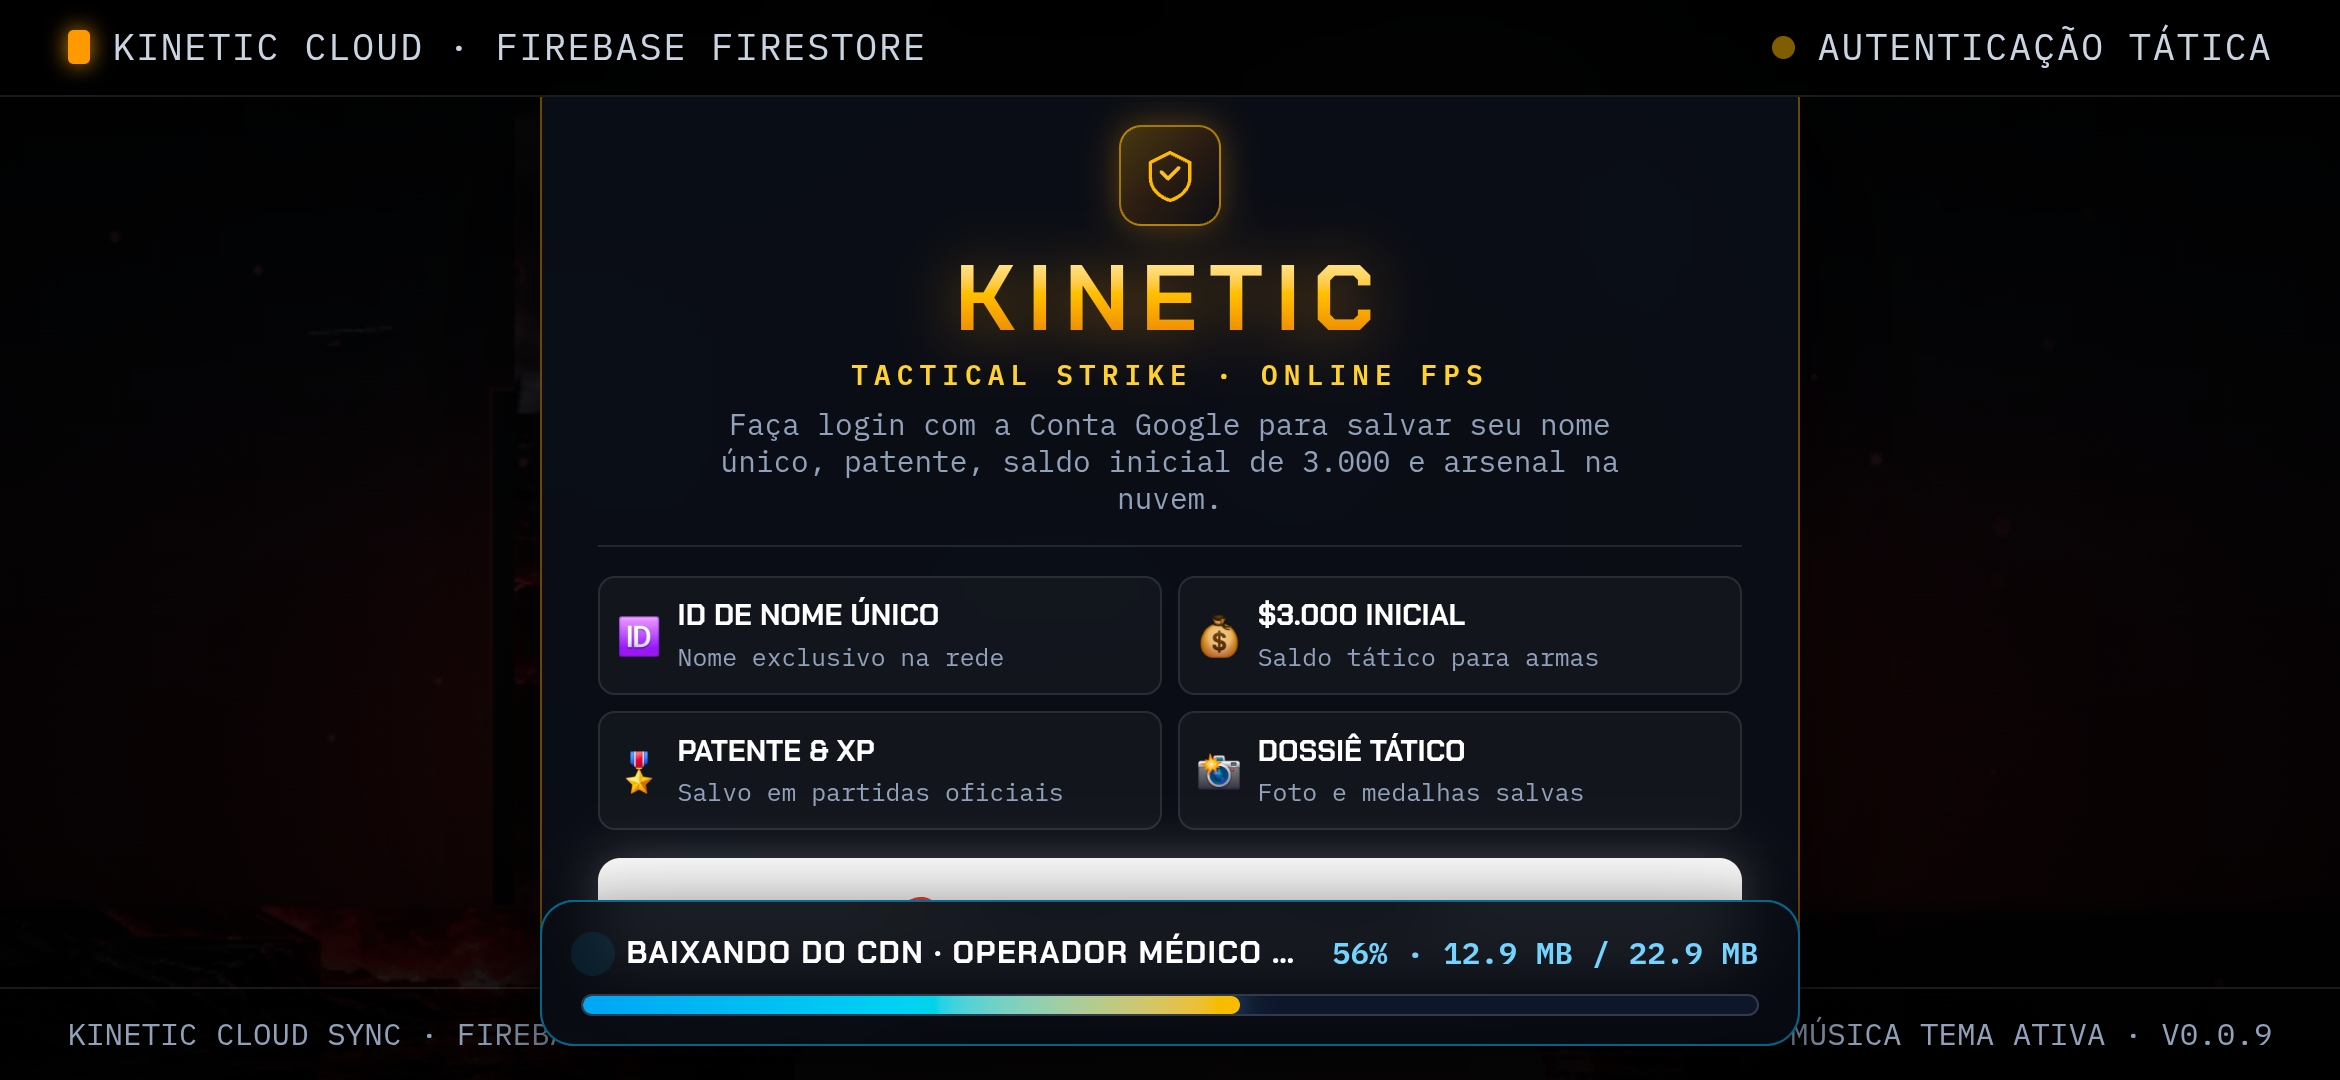 KINETIC CLOUD · FIREBASE FIRESTORE
AUTENTICAÇÃO TÁTICA
KINETIC
TACTICAL STRIKE · ONLINE FPS
Faça login com a Conta Google para salvar seu nome
único, patente, saldo inicial de 3.000 e arsenal na
nuvem.
ID DE NOME ÚNICO
Nome exclusivo na rede
$3.000 INICIAL
Saldo tático para armas
PATENTE & XP
Salvo em partidas oficiais
DOSSIÊ TÁTICO
Foto e medalhas salvas
BAIXANDO DO CDN · OPERADOR MÉDICO ...
56% · 12.9 MB / 22.9 MB
KINETIC CLOUD SYNC ·
MÚSICA TEMA ATIVA · V0.0.9